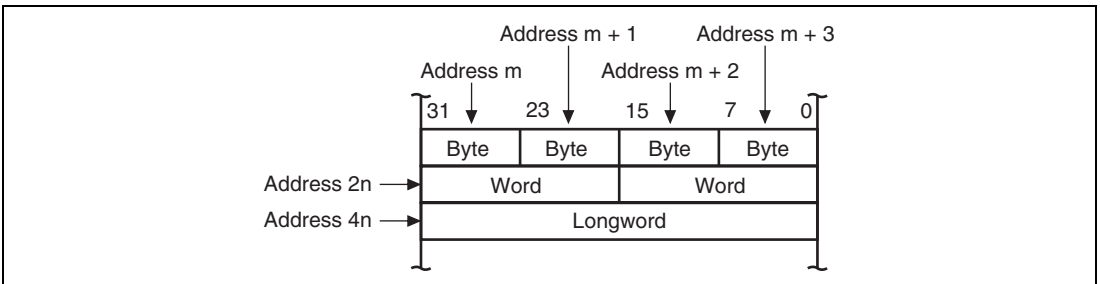 Address m + 1 Address m + 3
Address m Address m + 2
31 23 15 7 0
Byte Byte Byte Byte
Address 2n Word Word
Address 4n Longword